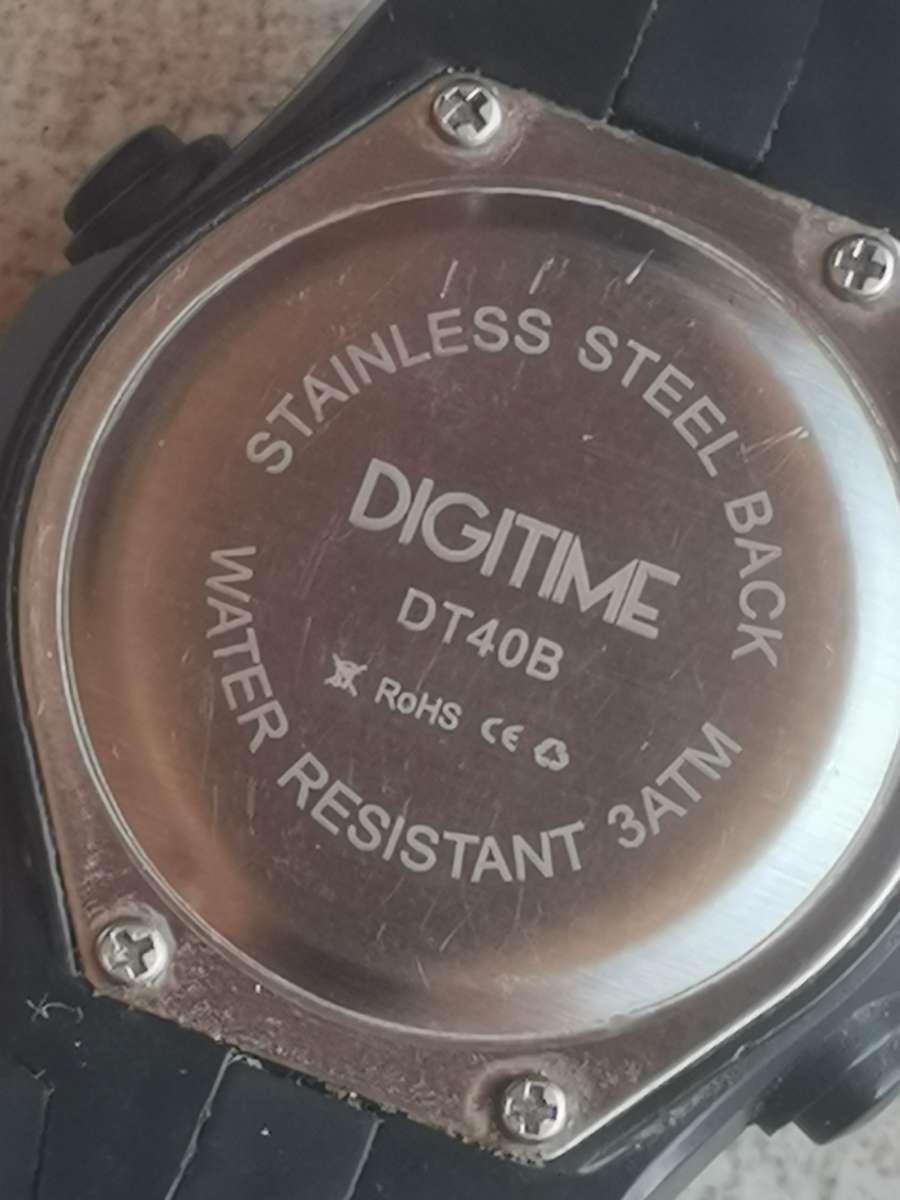 STAINLESS STEEL BACK
DIGITIME
DT40B
RoHS CE
WATER RESISTANT 3ATM